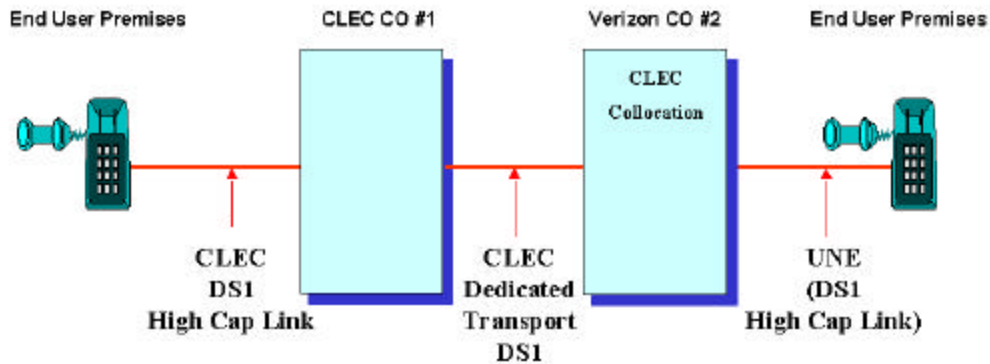 End User Premises
CLEC CO #1
Verizon CO #2
End User Premises
CLEC
Collocation
CLEC
DS1
High Cap Link
CLEC
Dedicated
Transport
DS1
UNE
(DS1
High Cap Link)